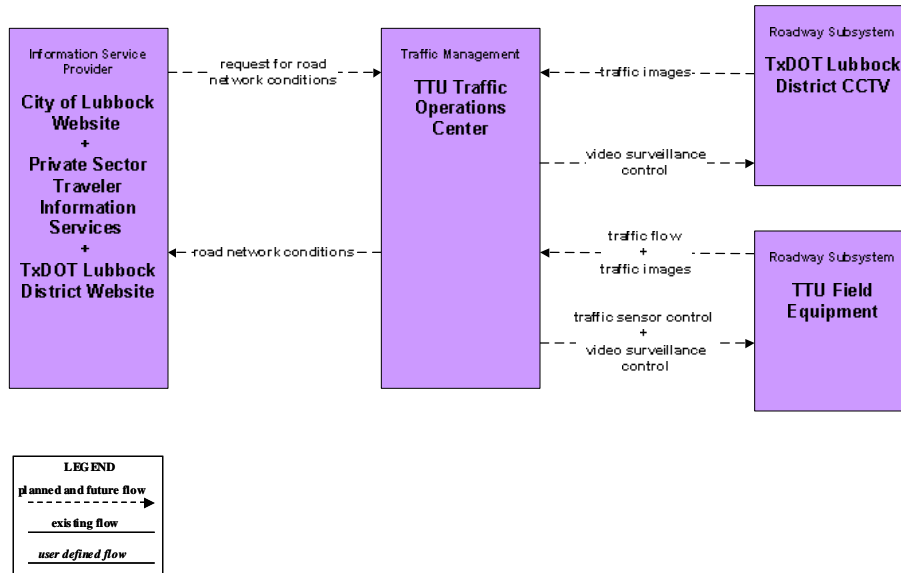 Information Service
Provider
City of Lubbock
Website
+
Private Sector
Traveler
Information
Services
+
TxDOT Lubbock
District Website
request for road
network conditions
road network conditions
Traffic Management
TTU Traffic
Operations
Center
traffic images
video surveillance
control
traffic flow
+
traffic images
traffic sensor control
+
video surveillance
control
Roadway Subsystem
TxDOT Lubbock
District CCTV
Roadway Subsystem
TTU Field
Equipment
LEGEND
planned and future flow
existing flow
user defined flow